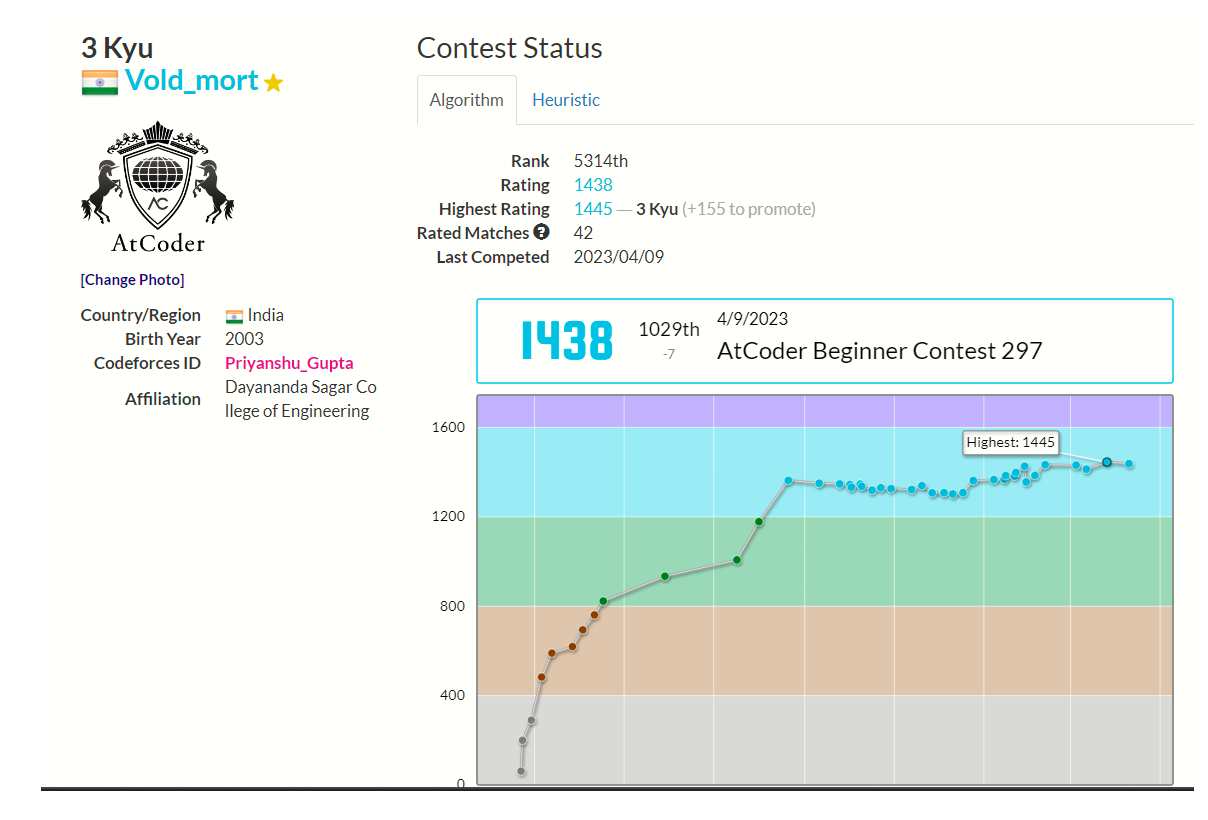 3 Kyu
Vold_mort
AC
AtCoder
[Change Photo]
Country/Region India
Birth Year 2003
Codeforces ID Priyanshu_Gupta
Affiliation Dayananda Sagar Co
llege of Engineering
Contest Status
Algorithm Heuristic
Rank 5314th
Rating 1438
Highest Rating 1445 — 3 Kyu (+155 to promote)
Rated Matches ? 42
Last Competed 2023/04/09
1438 1029th 4/9/2023
-7 AtCoder Beginner Contest 297
1600
Highest: 1445
1200
800
400
0